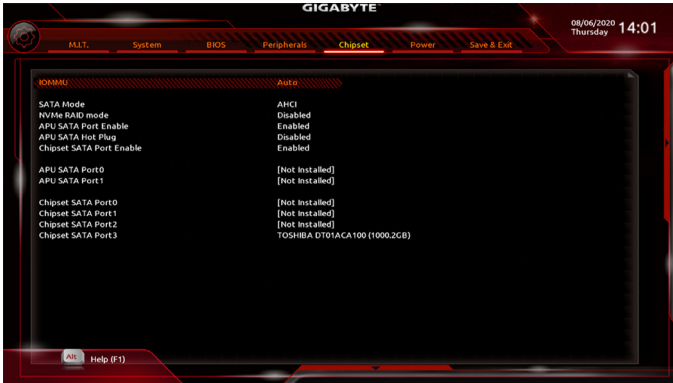 GIGABYTE™
08/06/2020 Thursday 14:01
M.I.T. System BIOS Peripherals Chipset Power Save & Exit
IOMMU Auto
SATA Mode AHCI
NVMe RAID mode Disabled
APU SATA Port Enable Enabled
APU SATA Hot Plug Disabled
Chipset SATA Port Enable Enabled
APU SATA Port0 [Not Installed]
APU SATA Port1 [Not Installed]
Chipset SATA Port0 [Not Installed]
Chipset SATA Port1 [Not Installed]
Chipset SATA Port2 [Not Installed]
Chipset SATA Port3 TOSHIBA DT01ACA100 (1000.2GB)
Alt Help (F1)